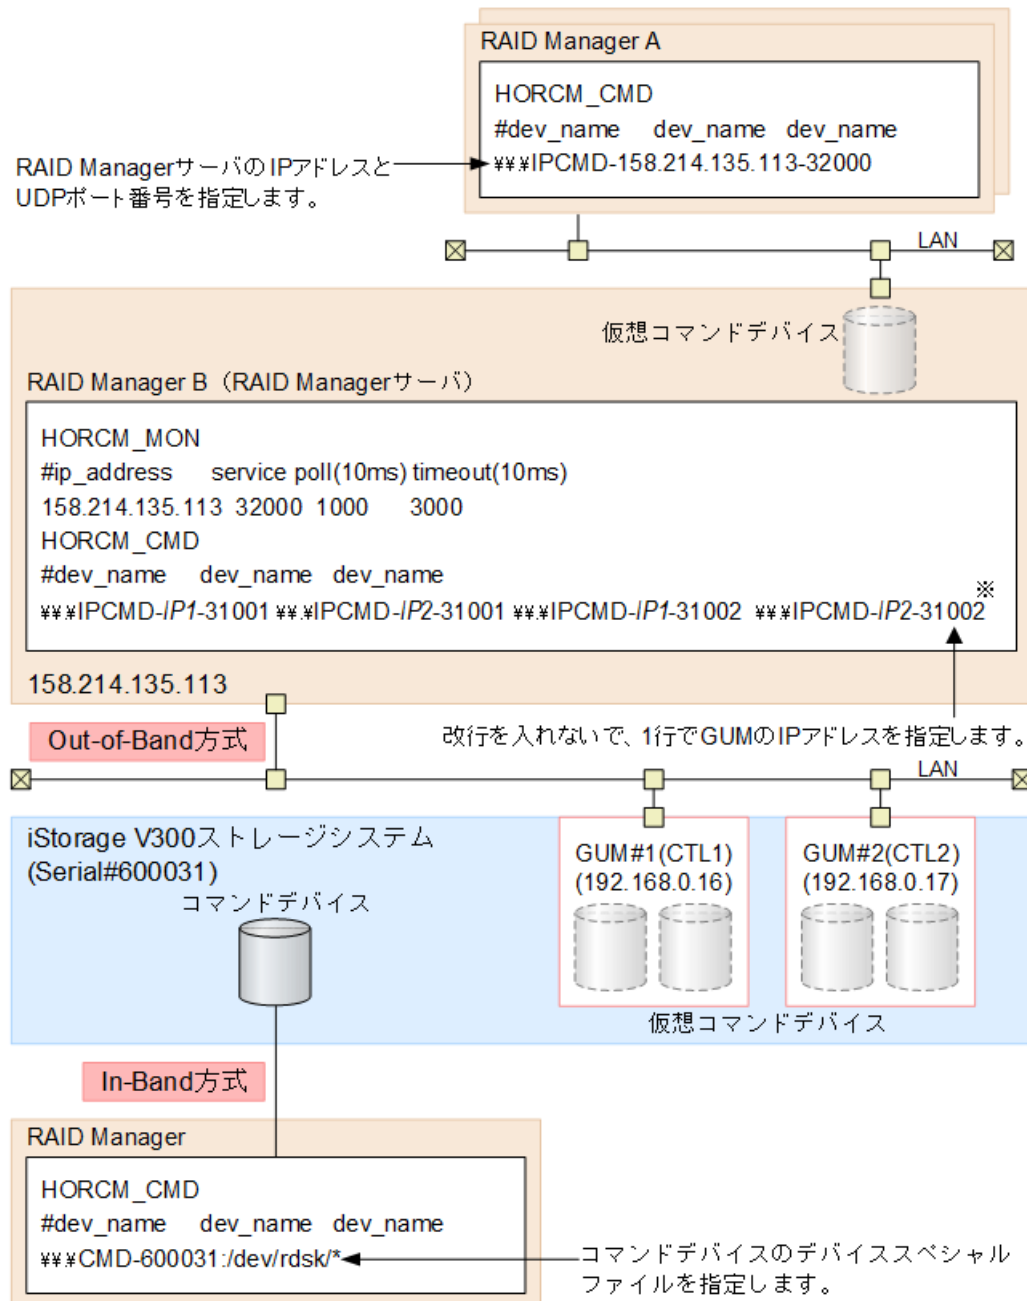 RAID Manager A
HORCM_CMD
#dev_name dev_name dev_name
¥¥.¥IPCMD-158.214.135.113-32000
RAID ManagerサーバのIPアドレスと
UDPポート番号を指定します。
LAN
仮想コマンドデバイス
RAID Manager B（RAID Managerサーバ）
HORCM_MON
#ip_address service poll(10ms) timeout(10ms)
158.214.135.113 32000 1000 3000
HORCM_CMD
#dev_name dev_name dev_name
※
¥¥.¥IPCMD-IP1-31001 ¥¥.¥IPCMD-IP2-31001 ¥¥.¥IPCMD-IP1-31002 ¥¥.¥IPCMD-IP2-31002
158.214.135.113
Out-of-Band方式
改行を入れないで、1行でGUMのIPアドレスを指定します。
LAN
iStorage V300ストレージシステム
(Serial#600031)
コマンドデバイス
GUM#1(CTL1)
(192.168.0.16)
GUM#2(CTL2)
(192.168.0.17)
仮想コマンドデバイス
In-Band方式
RAID Manager
HORCM_CMD
#dev_name dev_name dev_name
¥¥.¥CMD-600031:/dev/rdsk/*
コマンドデバイスのデバイススペシャル
ファイルを指定します。